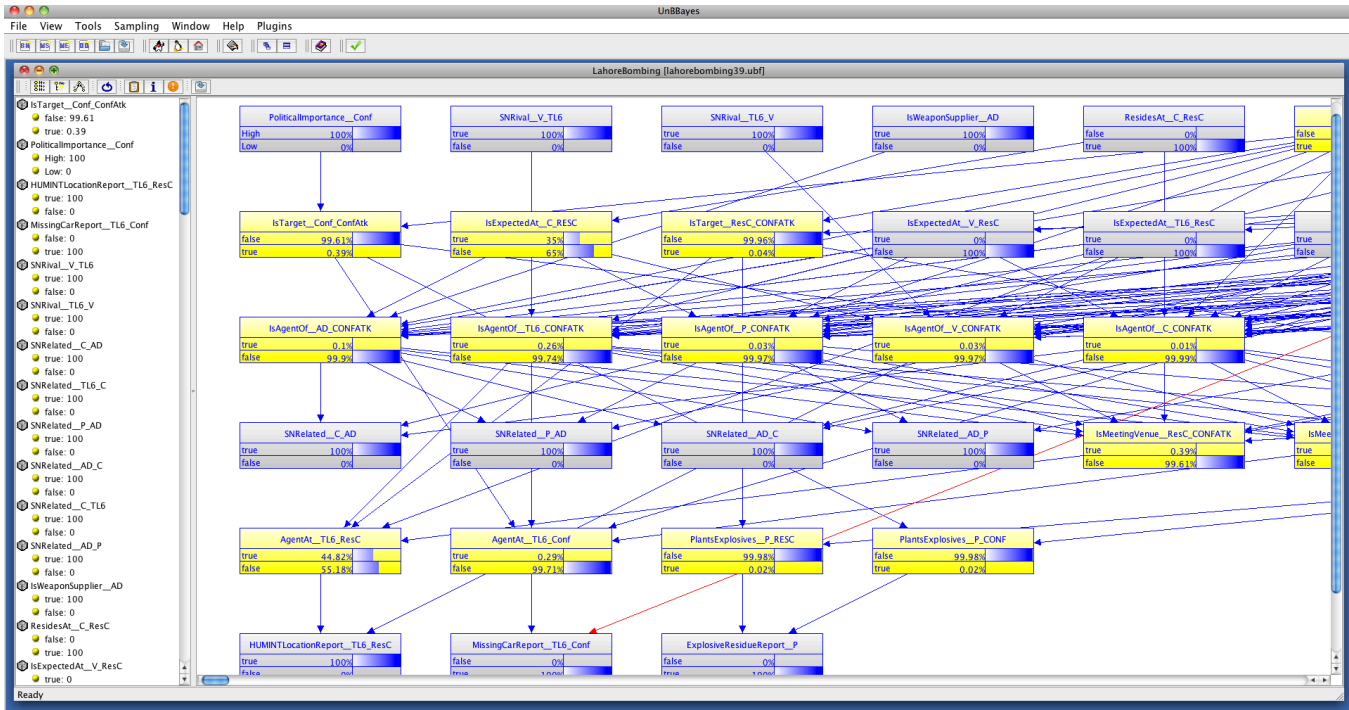 UnBBayes
File View Tools Sampling Window Help Plugins
LahoreBombing [lahorebombing39.ubf]
IsTarget__Conf_ConfAtk
false: 99.61
true: 0.39
PoliticalImportance__Conf
High: 100
Low: 0
HUMINTLocationReport__TL6_ResC
true: 100
false: 0
MissingCarReport__TL6_Conf
false: 0
true: 100
SNRival__V_TL6
true: 100
false: 0
SNRival__TL6_V
true: 100
false: 0
SNRelated__C_AD
true: 100
false: 0
SNRelated__TL6_C
true: 100
false: 0
SNRelated__P_AD
true: 100
false: 0
SNRelated__AD_C
true: 100
false: 0
SNRelated__C_TL6
true: 100
false: 0
SNRelated__AD_P
true: 100
false: 0
IsWeaponSupplier__AD
true: 100
false: 0
ResidesAt__C_ResC
false: 0
true: 100
IsExpectedAt__V_ResC
true: 0
PoliticalImportance__Conf
High 100%
Low 0%
SNRival__V_TL6
true 100%
false 0%
SNRival__TL6_V
true 100%
false 0%
IsWeaponSupplier__AD
true 100%
false 0%
ResidesAt__C_ResC
false 0%
true 100%
false
true
IsTarget__Conf_ConfAtk
false 99.61%
true 0.39%
IsExpectedAt__C_RESC
true 35%
false 65%
IsTarget__ResC_CONFATK
false 99.96%
true 0.04%
IsExpectedAt__V_ResC
true 0%
false 100%
IsExpectedAt__TL6_ResC
true 0%
false 100%
true
false
IsAgentOf__AD_CONFATK
true 0.1%
false 99.9%
IsAgentOf__TL6_CONFATK
true 0.26%
false 99.74%
IsAgentOf__P_CONFATK
true 0.03%
false 99.97%
IsAgentOf__V_CONFATK
true 0.03%
false 99.97%
IsAgentOf__C_CONFATK
true 0.01%
false 99.99%
SNRelated__C_AD
true 100%
false 0%
SNRelated__P_AD
true 100%
false 0%
SNRelated__AD_C
true 100%
false 0%
SNRelated__AD_P
true 100%
false 0%
IsMeetingVenue__ResC_CONFATK
true 0.39%
false 99.61%
IsMee
true
false
AgentAt__TL6_ResC
true 44.82%
false 55.18%
AgentAt__TL6_Conf
true 0.29%
false 99.71%
PlantsExplosives__P_RESC
false 99.98%
true 0.02%
PlantsExplosives__P_CONF
false 99.98%
true 0.02%
HUMINTLocationReport__TL6_ResC
true 100%
false 0%
MissingCarReport__TL6_Conf
false 0%
true 100%
ExplosiveResidueReport__P
false 0%
true 100%
Ready